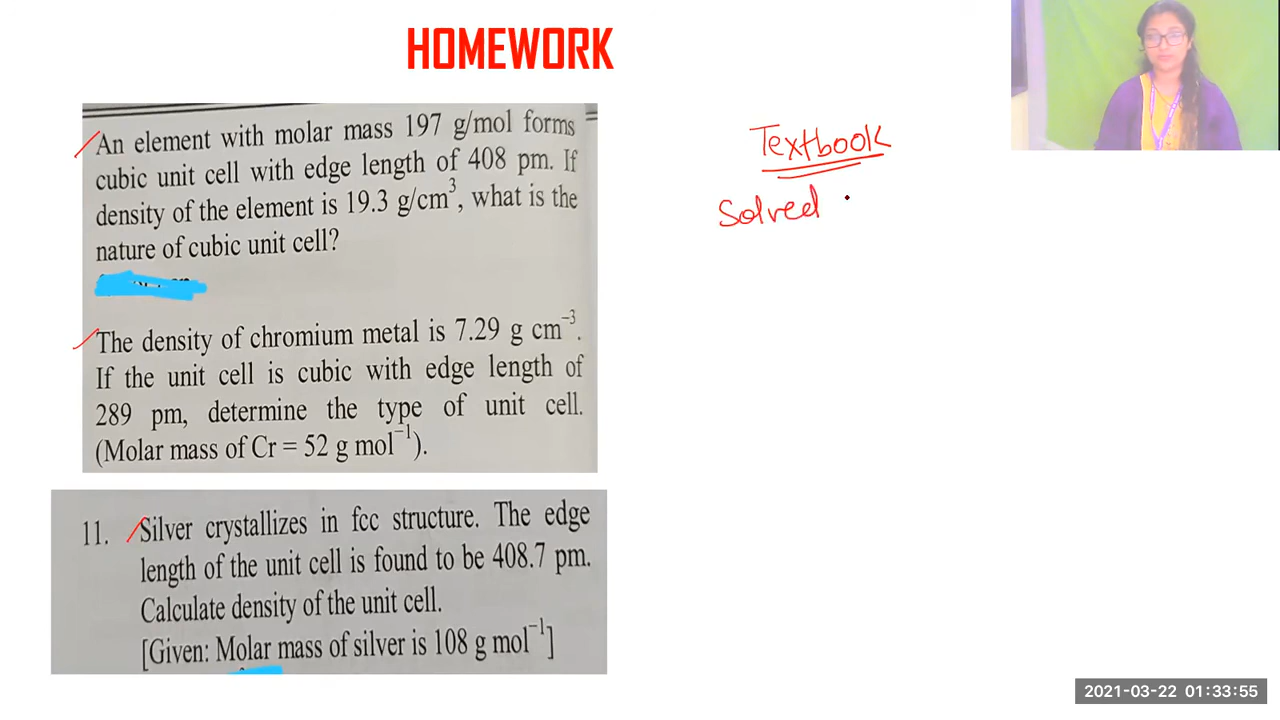 HOMEWORK
An element with molar mass 197 g/mol forms
cubic unit cell with edge length of 408 pm. If
density of the element is 19.3 g/cm³, what is the
nature of cubic unit cell?
The density of chromium metal is 7.29 g cm⁻³.
If the unit cell is cubic with edge length of
289 pm, determine the type of unit cell.
(Molar mass of Cr = 52 g mol⁻¹).
11. Silver crystallizes in fcc structure. The edge
length of the unit cell is found to be 408.7 pm.
Calculate density of the unit cell.
[Given: Molar mass of silver is 108 g mol⁻¹]
Textbook
Solved
2021-03-22 01:33:55